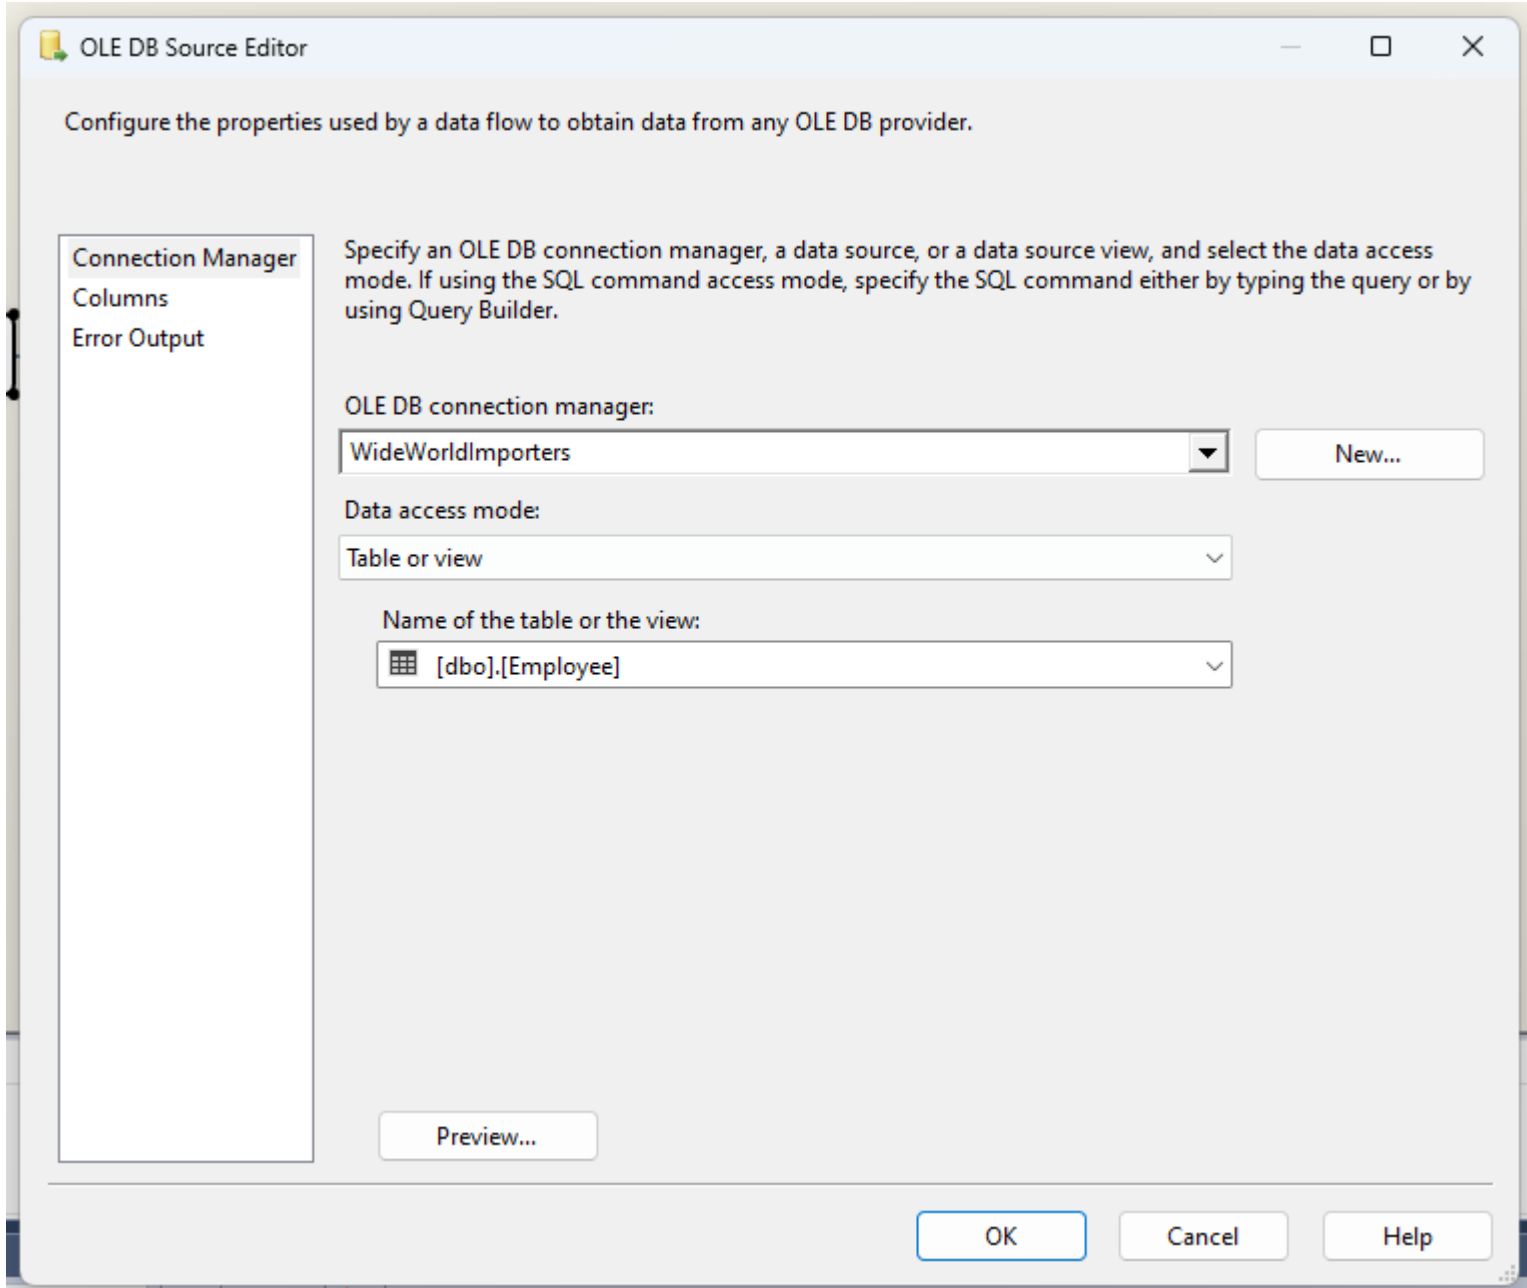 OLE DB Source Editor
Configure the properties used by a data flow to obtain data from any OLE DB provider.
Connection Manager
Columns
Error Output
Specify an OLE DB connection manager, a data source, or a data source view, and select the data access
mode. If using the SQL command access mode, specify the SQL command either by typing the query or by
using Query Builder.
OLE DB connection manager:
WideWorldImporters
New...
Data access mode:
Table or view
Name of the table or the view:
[dbo].[Employee]
Preview...
OK
Cancel
Help